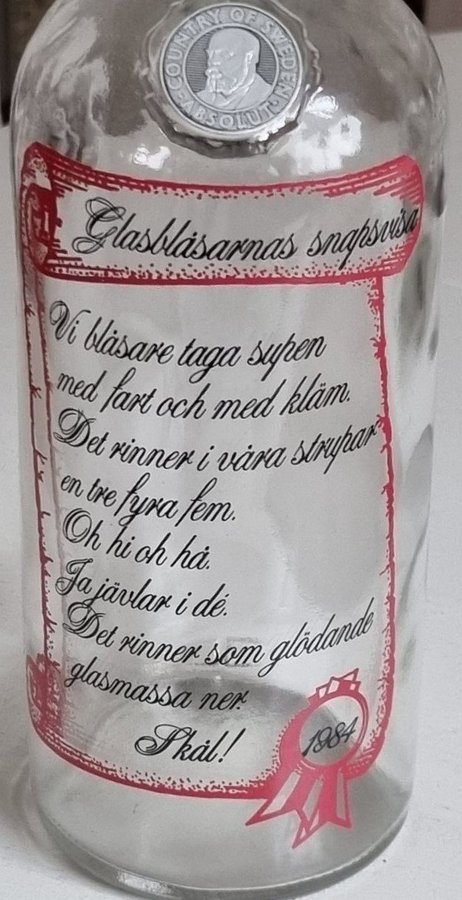 COUNTRY OF SWEDEN
ABSOLUT
Glasblåsarnas snapsvisa
Vi blåsare taga supen
med fart och med kläm.
Det rinner i våra strupar
en tre fyra fem.
Oh hi oh hå.
Ja jävlar i dé.
Det rinner som glödande
glasmassa ner
Skål!
1984